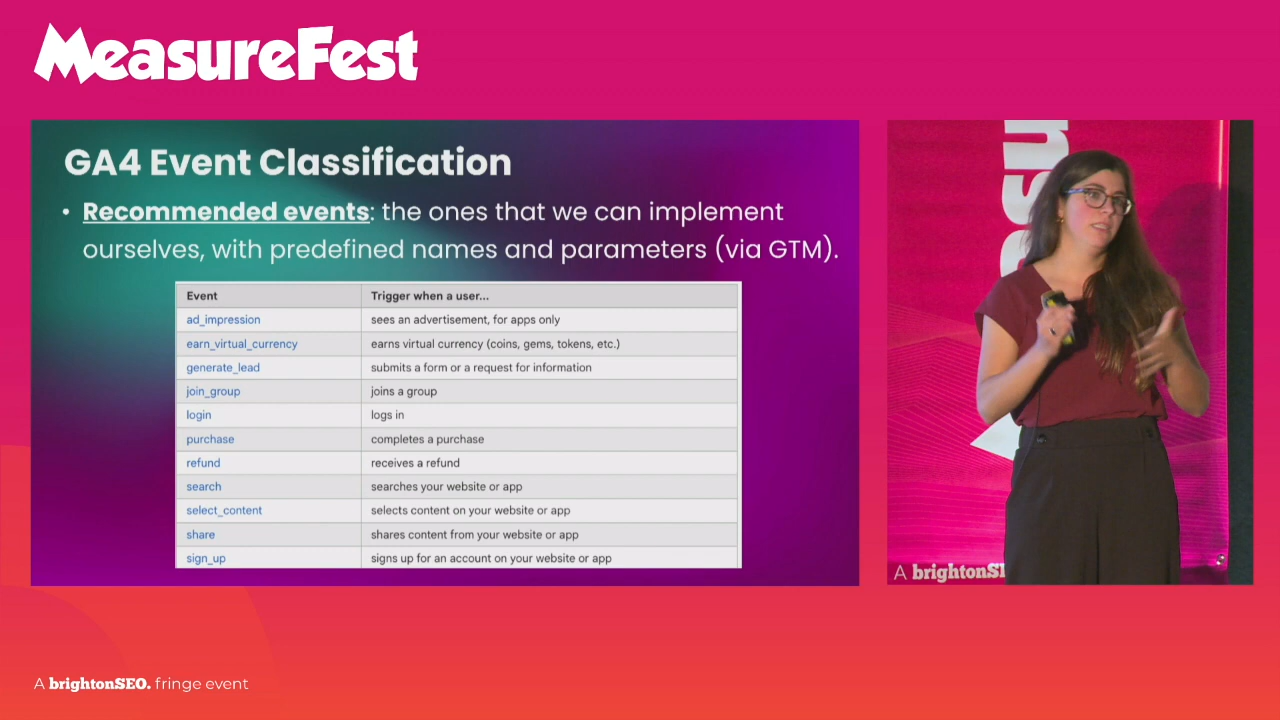 MeasureFest
GA4 Event Classification
• Recommended events: the ones that we can implement
ourselves, with predefined names and parameters (via GTM).
Event Trigger when a user...
ad_impression sees an advertisement, for apps only
earn_virtual_currency earns virtual currency (coins, gems, tokens, etc.)
generate_lead submits a form or a request for information
join_group joins a group
login logs in
purchase completes a purchase
refund receives a refund
search searches your website or app
select_content selects content on your website or app
share shares content from your website or app
sign_up signs up for an account on your website or app
A brightonSEO. fringe event